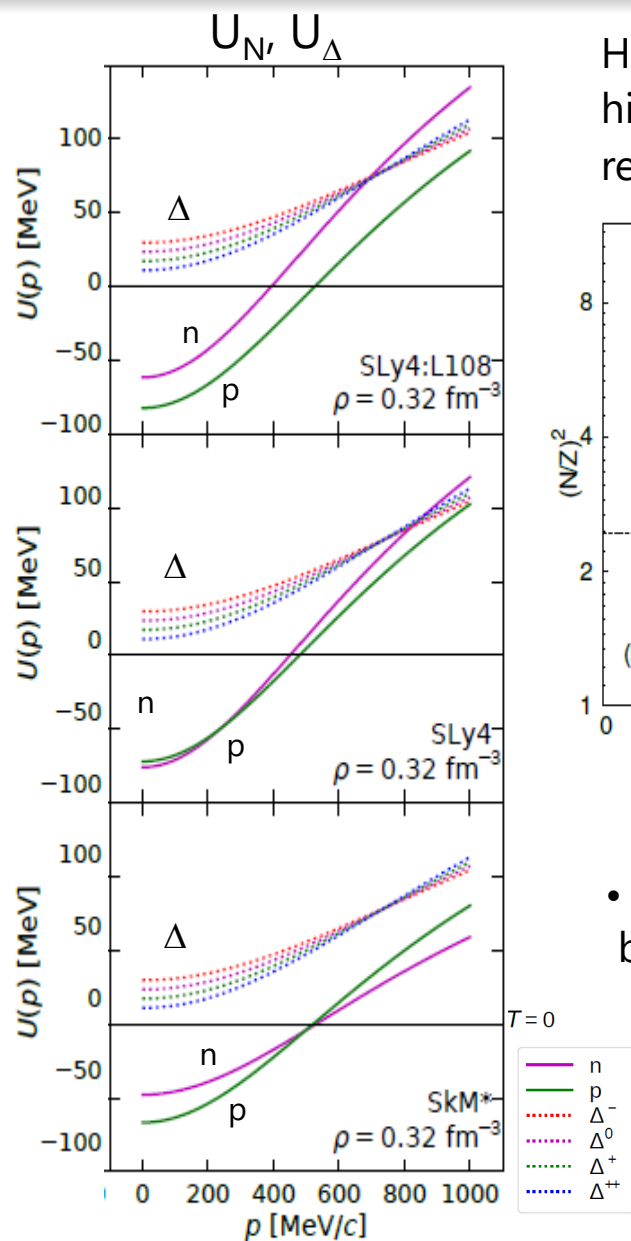 U_N, U_Δ
H
hi
re
U(p) [MeV]
100
50
0
−50
−100
Δ
n
p
SLy4:L108
ρ = 0.32 fm⁻³
U(p) [MeV]
100
50
0
−50
−100
Δ
n
p
SLy4
ρ = 0.32 fm⁻³
U(p) [MeV]
100
50
0
−50
−100
Δ
n
p
SkM*
ρ = 0.32 fm⁻³
0 200 400 600 800 1000
p [MeV/c]
(N/Z)²
8
4
2
1
(
0
•
b
T = 0
n
p
Δ⁻
Δ⁰
Δ⁺
Δ⁺⁺